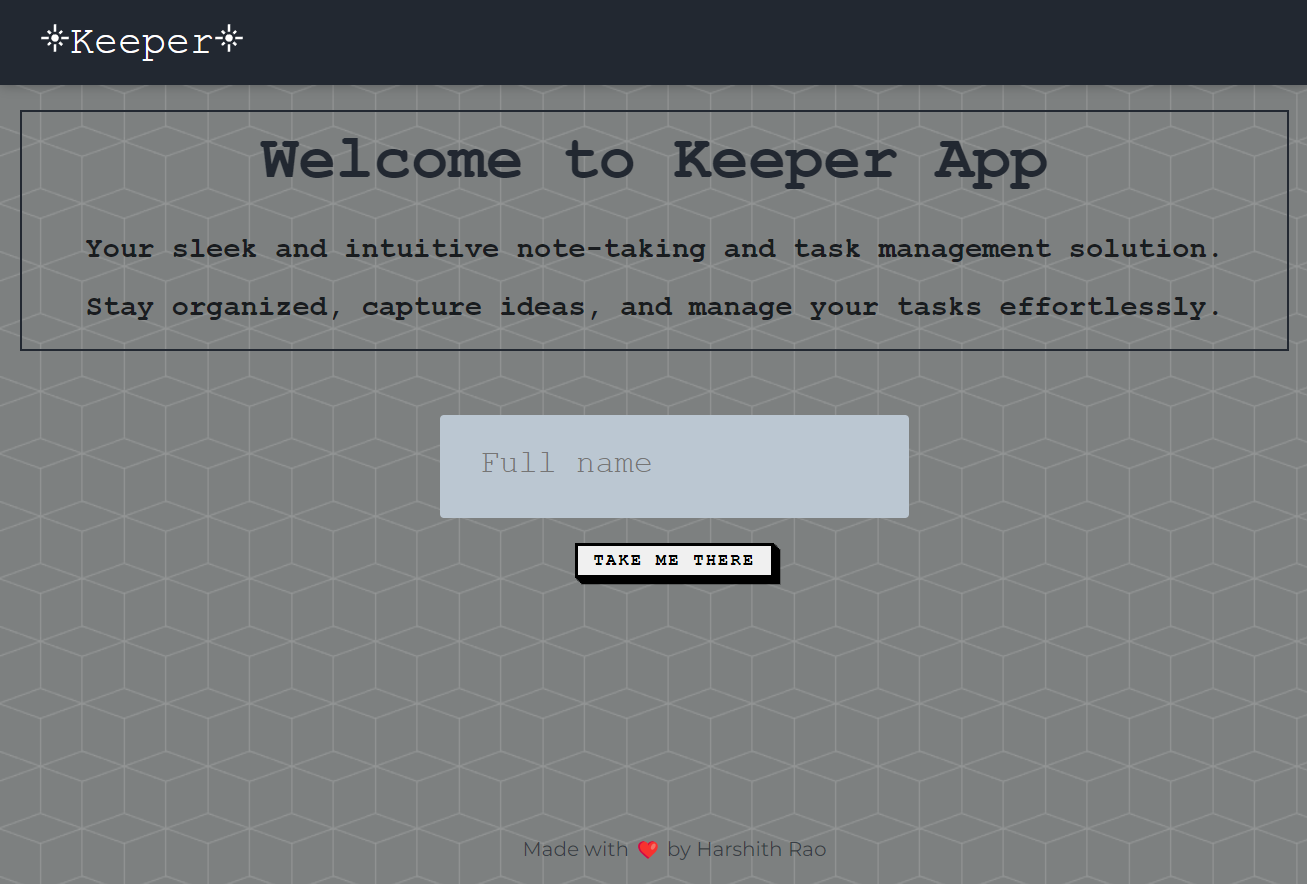 Keeper
Welcome to Keeper App
Your sleek and intuitive note-taking and task management solution.
Stay organized, capture ideas, and manage your tasks effortlessly.
Full name
TAKE ME THERE
Made with ❤️ by Harshith Rao